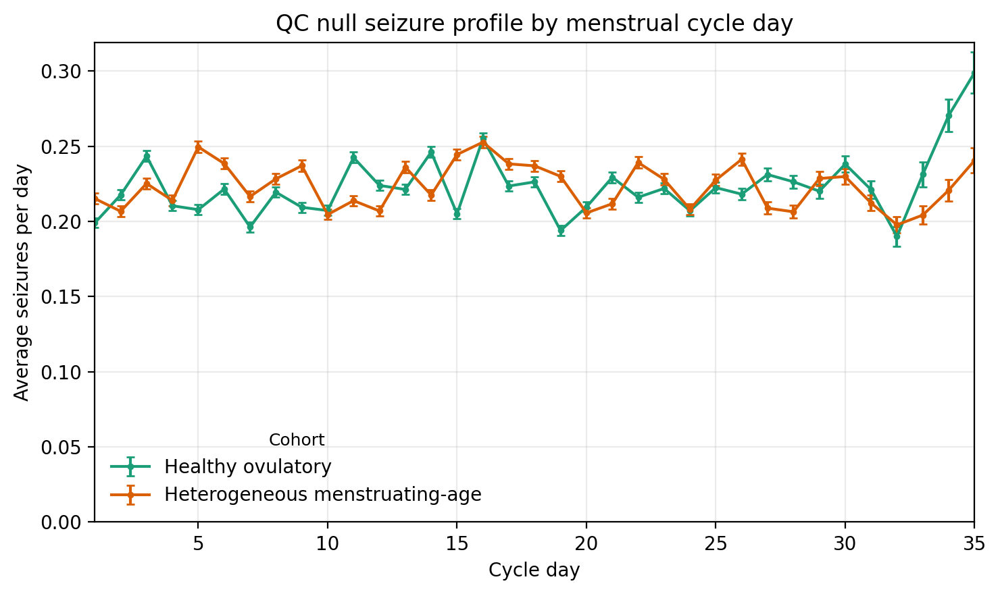 QC null seizure profile by menstrual cycle day
Average seizures per day
0.30
0.25
0.20
0.15
0.10
0.05
0.00
Cohort
Healthy ovulatory
Heterogeneous menstruating-age
5 10 15 20 25 30 35
Cycle day